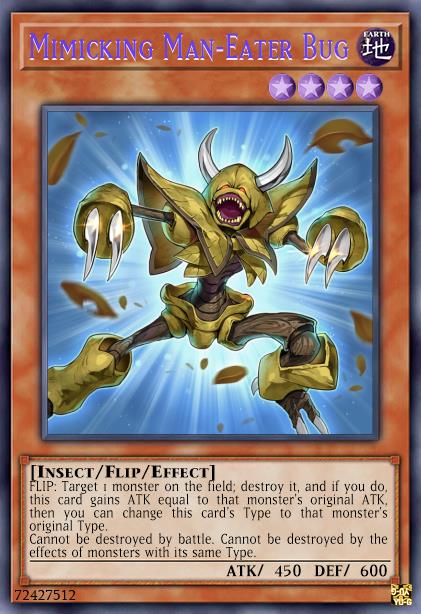 Mimicking Man-Eater Bug
EARTH
地
[Insect/Flip/Effect]
FLIP: Target 1 monster on the field; destroy it, and if you do,
this card gains ATK equal to that monster's original ATK,
then you can change this card's Type to that monster's
original Type.
Cannot be destroyed by battle. Cannot be destroyed by the
effects of monsters with its same Type.
ATK/ 450 DEF/ 600
72427512